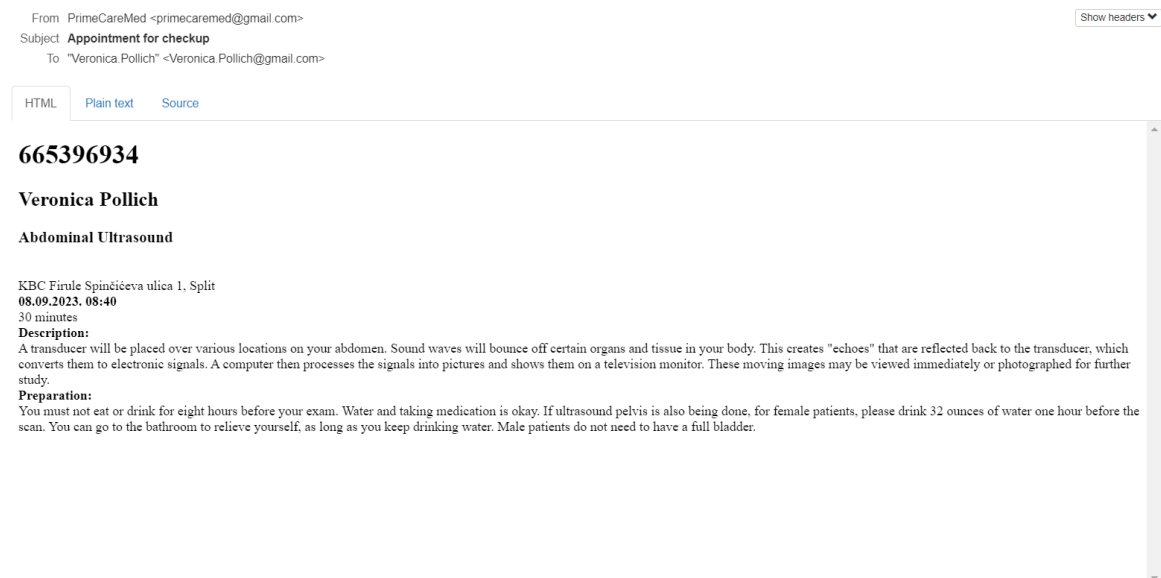 From PrimeCareMed <primecaremed@gmail.com>
Show headers
Subject Appointment for checkup
To "Veronica.Pollich" <Veronica.Pollich@gmail.com>
HTML Plain text Source
665396934
Veronica Pollich
Abdominal Ultrasound
KBC Firule Spinčićeva ulica 1, Split
08.09.2023. 08:40
30 minutes
Description:
A transducer will be placed over various locations on your abdomen. Sound waves will bounce off certain organs and tissue in your body. This creates "echoes" that are reflected back to the transducer, which
converts them to electronic signals. A computer then processes the signals into pictures and shows them on a television monitor. These moving images may be viewed immediately or photographed for further
study.
Preparation:
You must not eat or drink for eight hours before your exam. Water and taking medication is okay. If ultrasound pelvis is also being done, for female patients, please drink 32 ounces of water one hour before the
scan. You can go to the bathroom to relieve yourself, as long as you keep drinking water. Male patients do not need to have a full bladder.